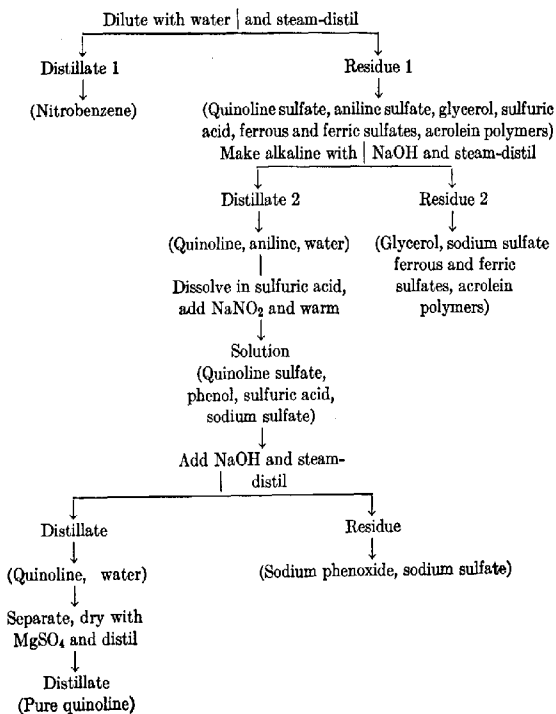 Dilute with water and steam-distil
Distillate 1
Residue 1
(Nitrobenzene)
(Quinoline sulfate, aniline sulfate, glycerol, sulfuric
acid, ferrous and ferric sulfates, acrolein polymers)
Make alkaline with NaOH and steam-distil
Distillate 2
Residue 2
(Quinoline, aniline, water)
(Glycerol, sodium sulfate
ferrous and ferric
sulfates, acrolein
polymers)
Dissolve in sulfuric acid,
add NaNO₂ and warm
Solution
(Quinoline sulfate,
phenol, sulfuric acid,
sodium sulfate)
Add NaOH and steam-
distil
Distillate
Residue
(Quinoline, water)
(Sodium phenoxide, sodium sulfate)
Separate, dry with
MgSO₄ and distil
Distillate
(Pure quinoline)